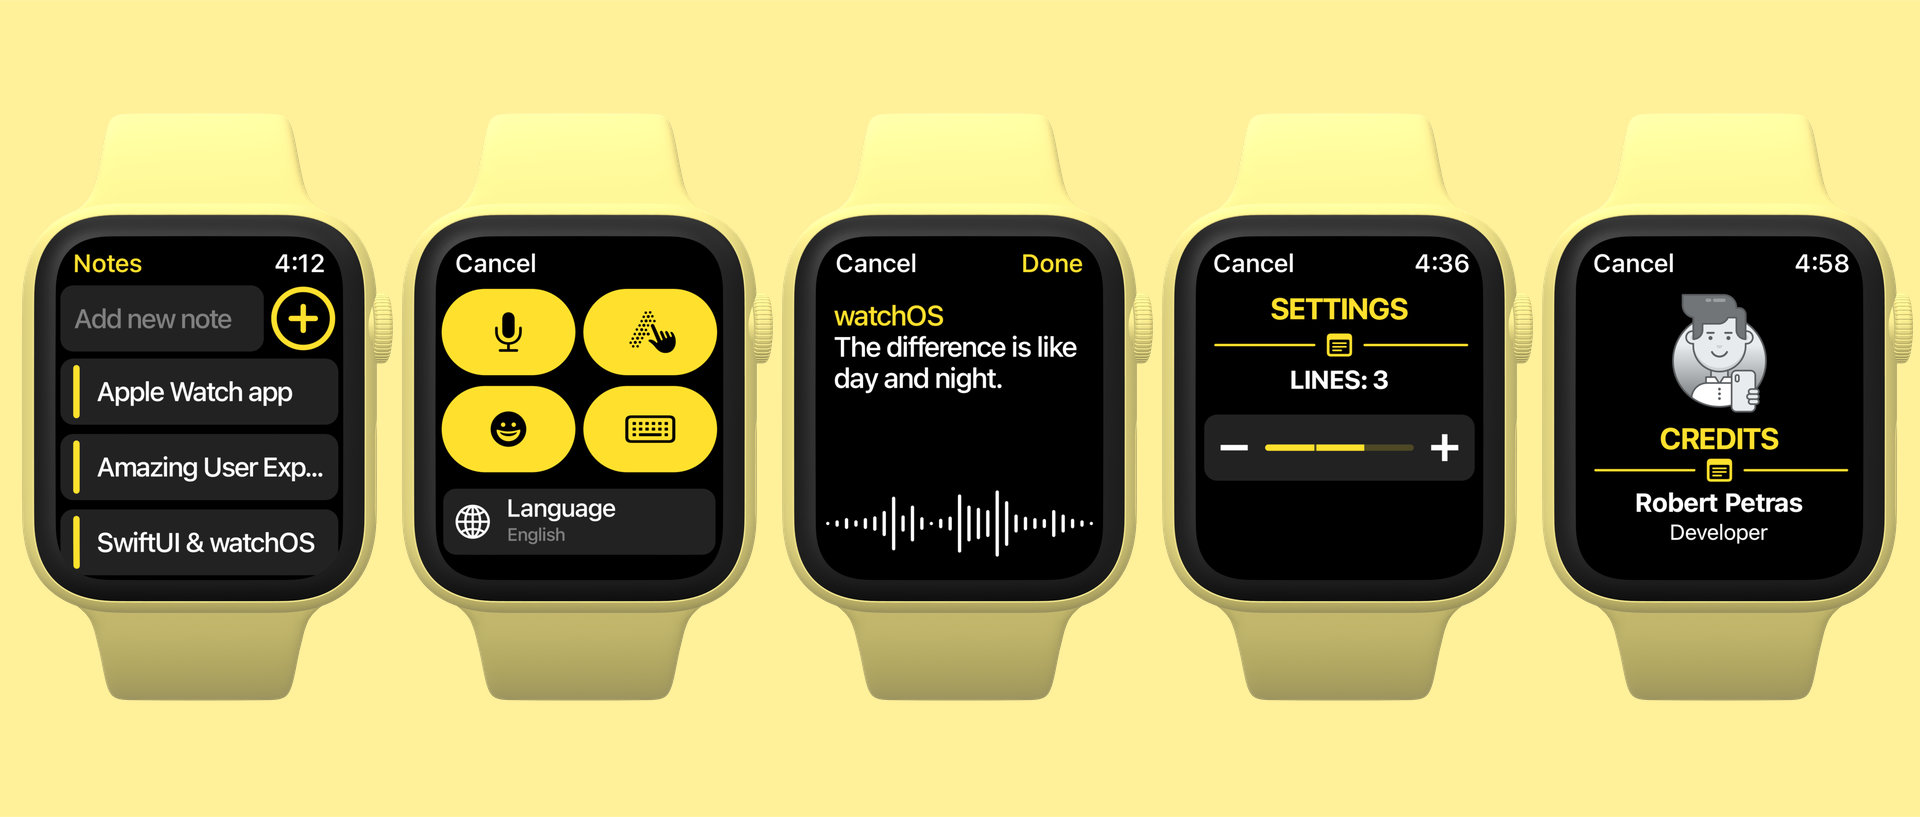 Notes
4:12
Add new note
Apple Watch app
Amazing User Exp...
SwiftUI & watchOS
Cancel
Language
English
Cancel
Done
watchOS
The difference is like
day and night.
Cancel
4:36
SETTINGS
LINES: 3
Cancel
4:58
CREDITS
Robert Petras
Developer